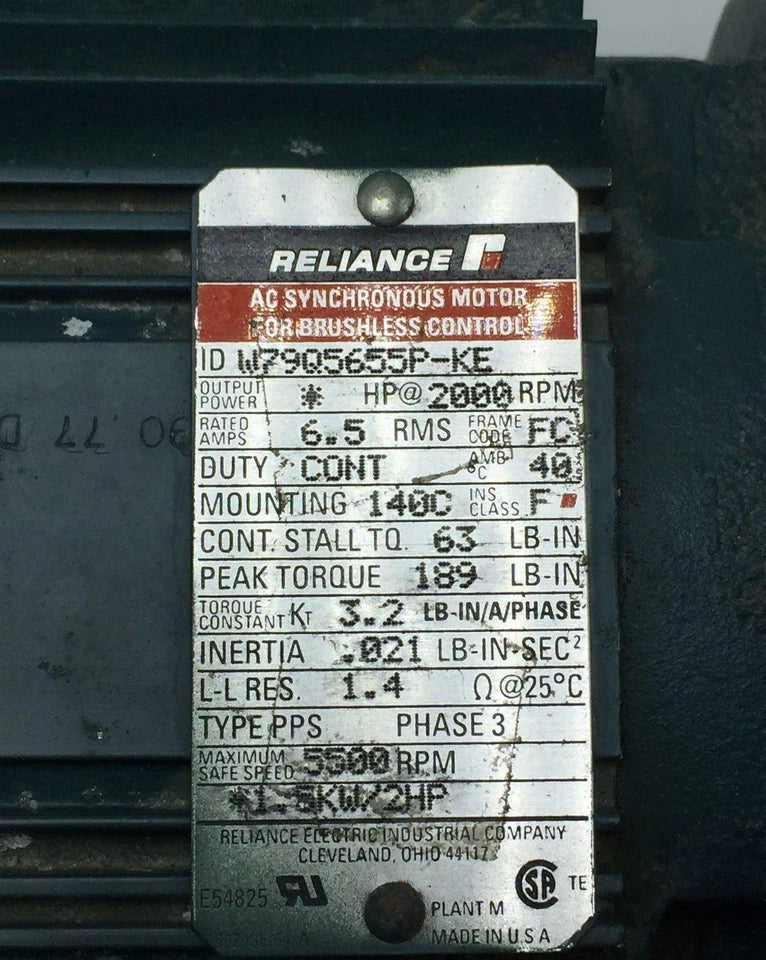 RELIANCE
AC SYNCHRONOUS MOTOR
FOR BRUSHLESS CONTROL
ID W79Q5655P-KE
OUTPUT POWER * HP@ 2000 RPM
RATED AMPS 6.5 RMS FRAME CODE FC
DUTY CONT AMB °C 40
MOUNTING 140C INS CLASS F
CONT. STALL TQ. 63 LB-IN
PEAK TORQUE 189 LB-IN
TORQUE CONSTANT KT 3.2 LB-IN/A/PHASE
INERTIA .021 LB-IN-SEC²
L-L RES. 1.4 Ω@25°C
TYPE PPS PHASE 3
MAXIMUM SAFE SPEED 5500 RPM
*1.5KW/2HP
RELIANCE ELECTRIC INDUSTRIAL COMPANY
CLEVELAND, OHIO 44117
E54825 RU SA TE
PLANT M
MADE IN U.S.A